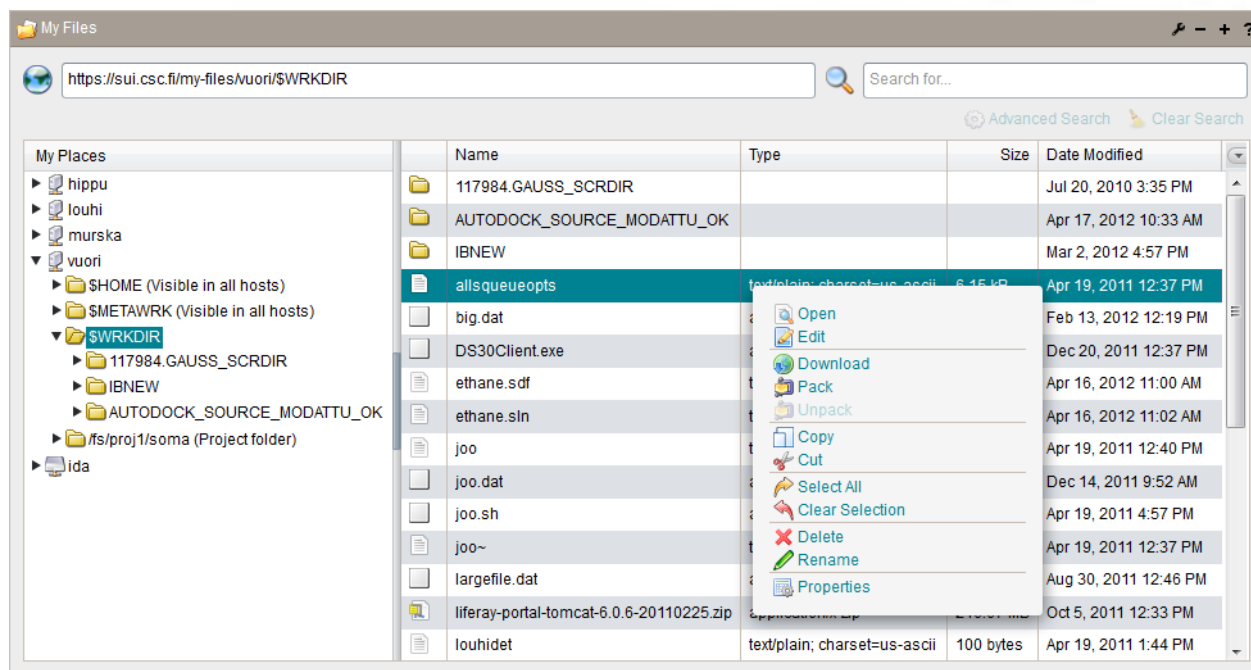 My Files
https://sui.csc.fi/my-files/vuori/$WRKDIR
Search for...
Advanced Search Clear Search
My Places
hippu
louhi
murska
vuori
$HOME (Visible in all hosts)
$METAWRK (Visible in all hosts)
$WRKDIR
117984.GAUSS_SCRDIR
IBNEW
AUTODOCK_SOURCE_MODATTU_OK
/fs/proj1/soma (Project folder)
ida
Name Type Size Date Modified
117984.GAUSS_SCRDIR Jul 20, 2010 3:35 PM
AUTODOCK_SOURCE_MODATTU_OK Apr 17, 2012 10:33 AM
IBNEW Mar 2, 2012 4:57 PM
allsqueueopts text/plain; charset=us-ascii 6.15 kB Apr 19, 2011 12:37 PM
big.dat Feb 13, 2012 12:19 PM
DS30Client.exe Dec 20, 2011 12:37 PM
ethane.sdf Apr 16, 2012 11:00 AM
ethane.sln Apr 16, 2012 11:02 AM
joo Apr 19, 2011 12:40 PM
joo.dat Dec 14, 2011 9:52 AM
joo.sh Apr 19, 2011 4:57 PM
joo~ Apr 19, 2011 12:37 PM
largefile.dat Aug 30, 2011 12:46 PM
liferay-portal-tomcat-6.0.6-20110225.zip Oct 5, 2011 12:33 PM
louhidet text/plain; charset=us-ascii 100 bytes Apr 19, 2011 1:44 PM
Open
Edit
Download
Pack
Unpack
Copy
Cut
Select All
Clear Selection
Delete
Rename
Properties